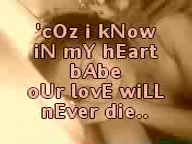 'cOz i kNow
iN mY hEart
bAbe
oUr lovE wiLL
nEver die..